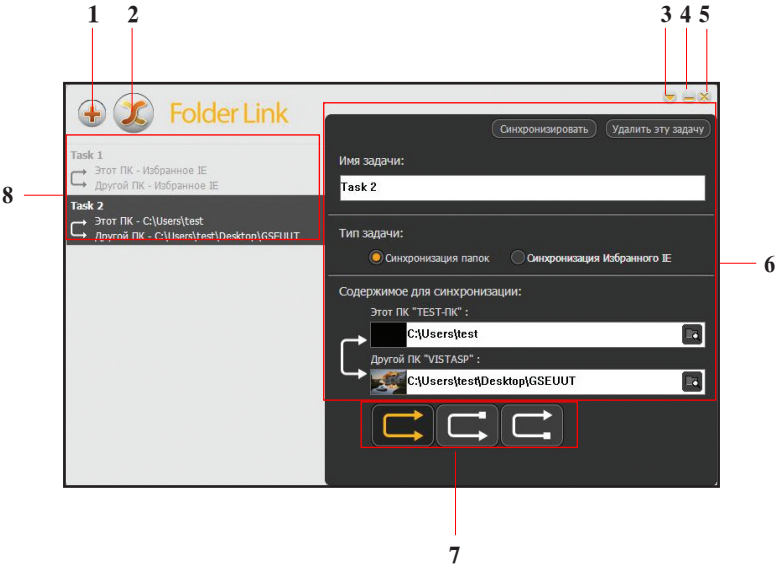 1 2 3 4 5
Folder Link
Синхронизировать Удалить эту задачу
Task 1
Этот ПК - Избранное IE
Другой ПК - Избранное IE
Task 2
Этот ПК - C:\Users\test
Другой ПК - C:\Users\test\Desktop\GSEUUT
8
Имя задачи:
Task 2
Тип задачи:
Синхронизация папок Синхронизация Избранного IE
6
Содержимое для синхронизации:
Этот ПК "TEST-ПК" :
C:\Users\test
Другой ПК "VISTASP" :
C:\Users\test\Desktop\GSEUUT
7